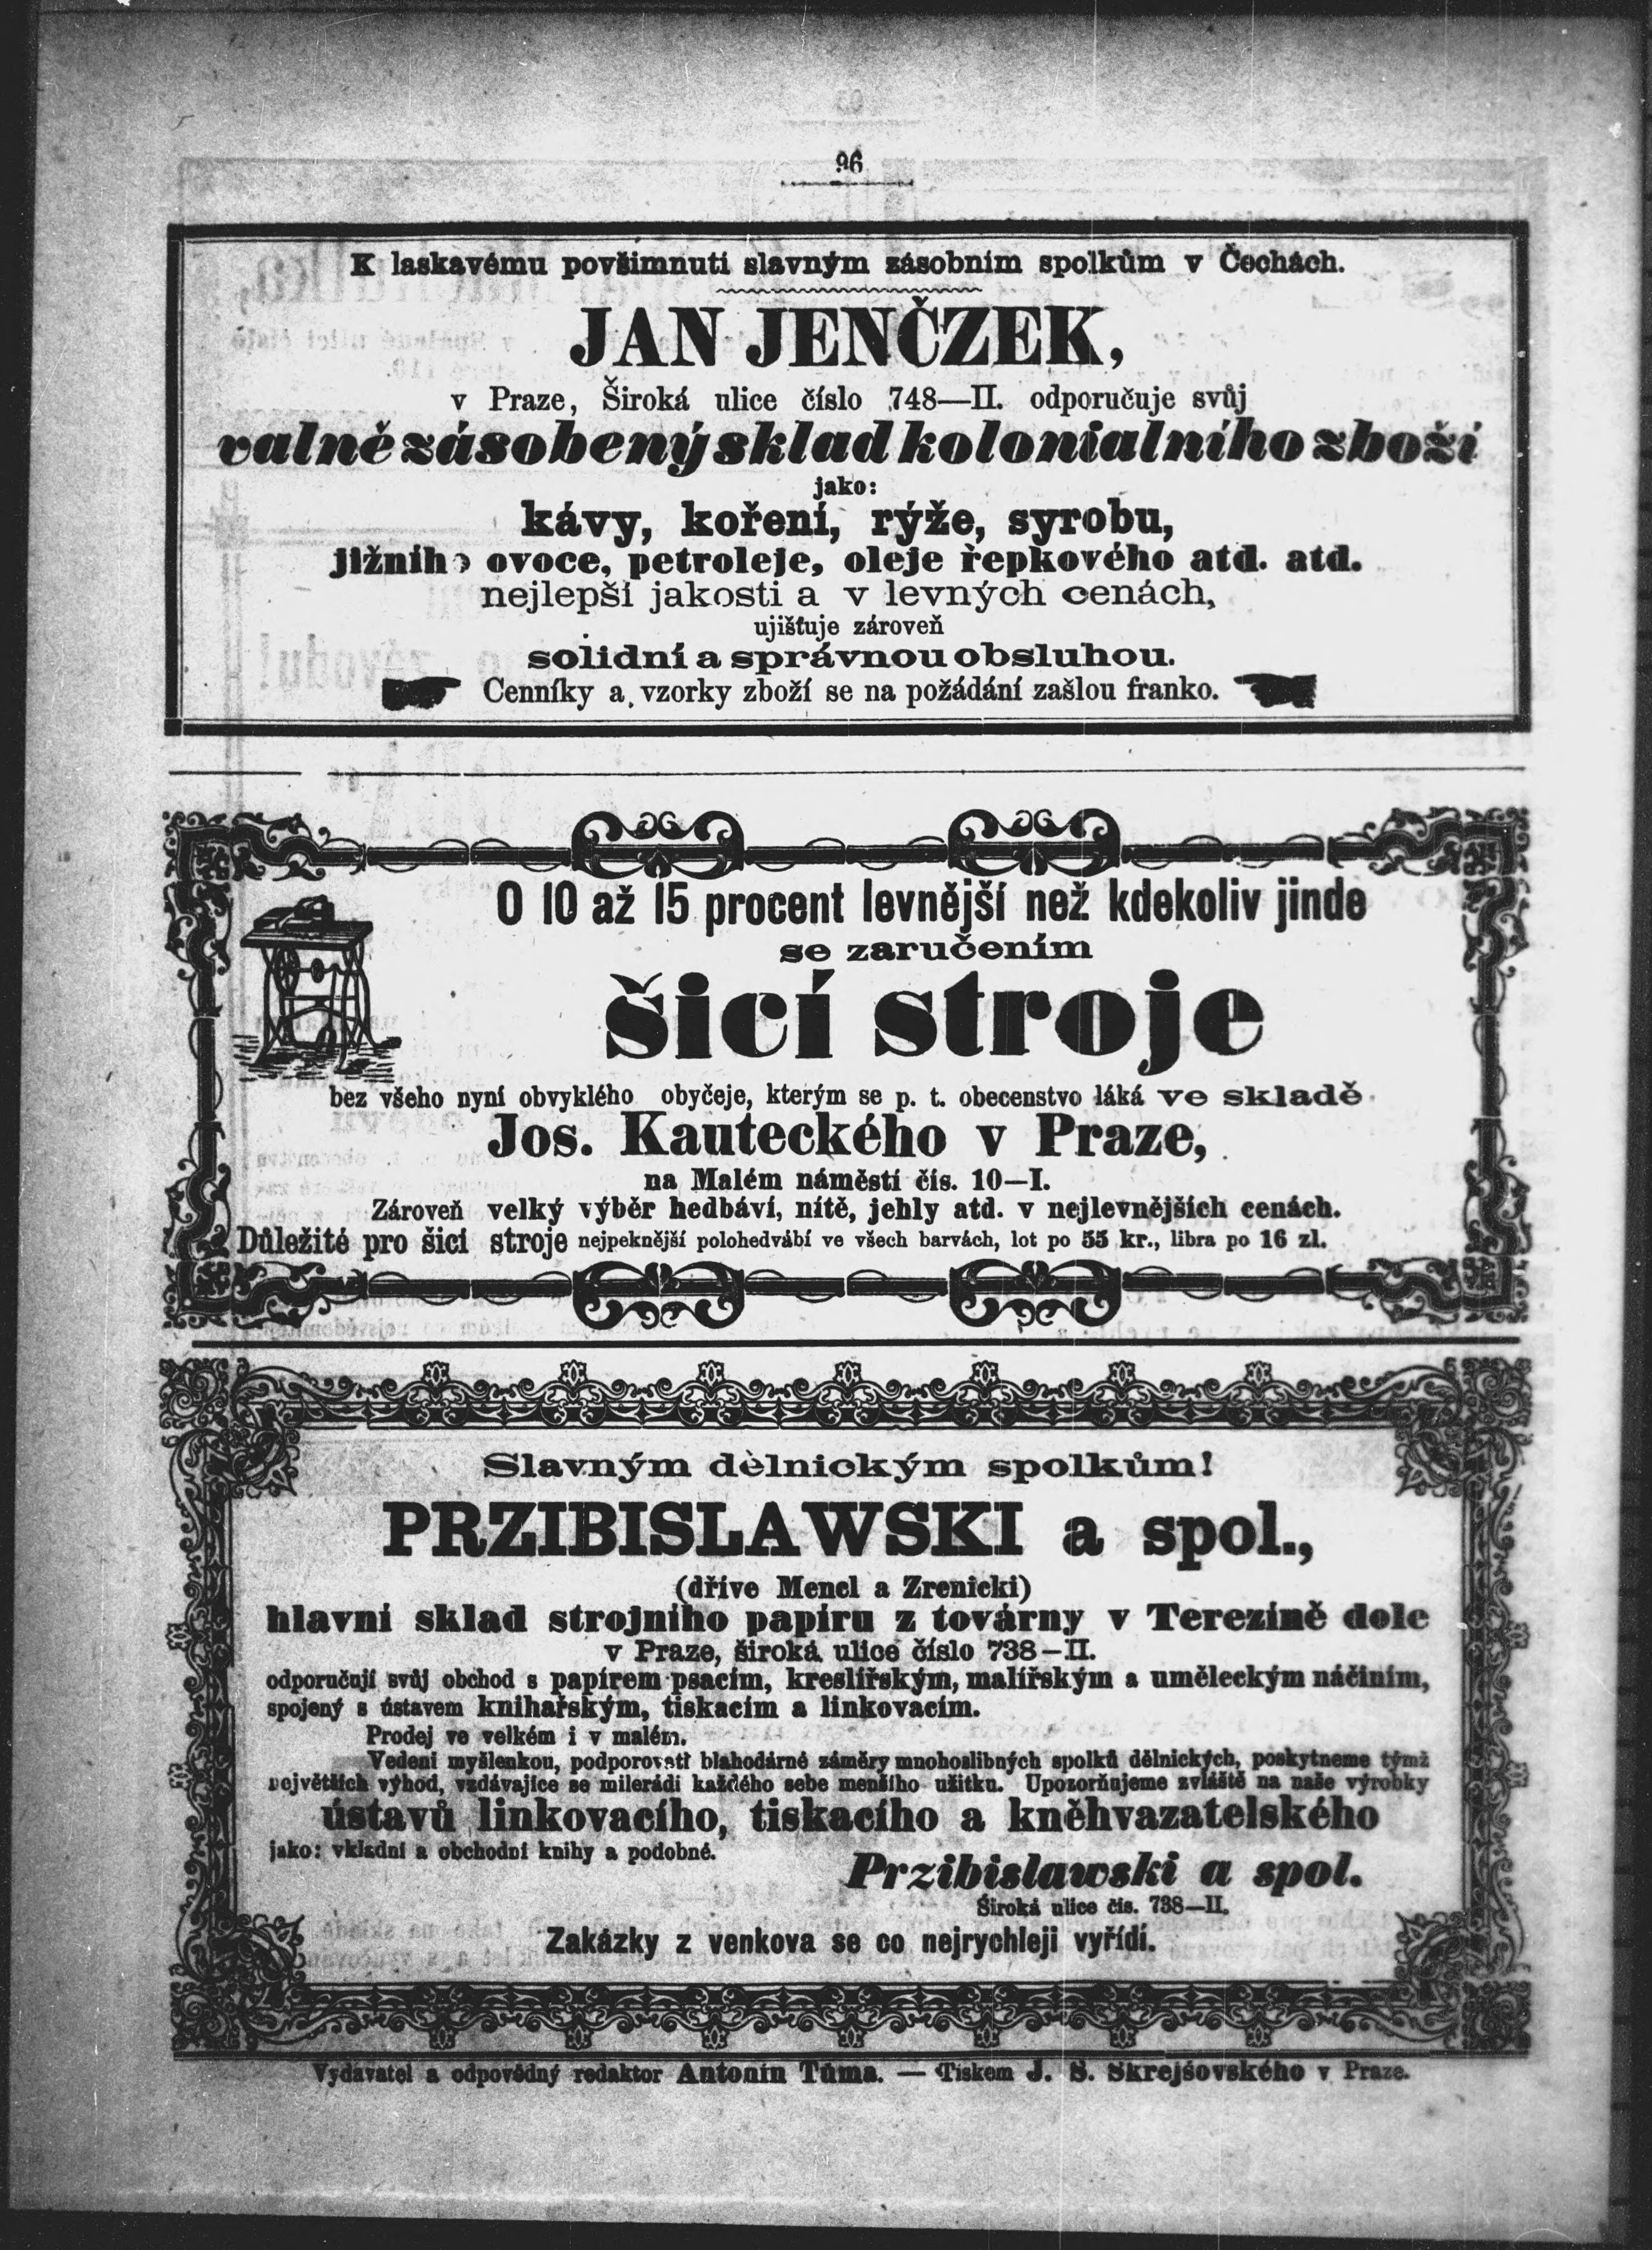 96
K laskavému povšimnutí slavným zásobním spolkům v Čechách.
JAN JENČZEK,
v Praze, Široká ulice číslo 748—II. odporučuje svůj
valně zásobený sklad kolonialního zboží
jako:
kávy, koření, rýže, syrobu,
jižního ovoce, petroleje, oleje řepkového atd. atd.
nejlepší jakosti a v levných cenách,
ujišťuje zároveň
solidní a správnou obsluhou.
Cenníky a vzorky zboží se na požádání zašlou franko.
O 10 až 15 procent levnější než kdekoliv jinde
se zaručením
šicí stroje
bez všeho nyní obvyklého obyčeje, kterým se p. t. obecenstvo láká ve skladě
Jos. Kauteckého v Praze,
na Malém náměstí čís. 10—I.
Zároveň velký výběr hedbáví, nítě, jehly atd. v nejlevnějších cenách.
Důležité pro šicí stroje nejpeknější polohedvábí ve všech barvách, lot po 55 kr., libra po 16 zl.
Slavným dělnickým spolkům!
PRZIBISLAWSKI a spol.,
(dříve Mencl a Zrenicki)
hlavní sklad strojního papíru z továrny v Terezíně dole
v Praze, široká ulice číslo 738—II.
odporučují svůj obchod s papírem psacím, kreslířským, malířským a uměleckým náčiním,
spojený s ústavem knihařským, tiskacím a linkovacím.
Prodej ve velkém i v malém.
Vedeni myšlenkou, podporovati blahodárné záměry mnohoslibných spolků dělnických, poskytneme týmž
největších výhod, vzdávajíce se milerádi každého sebe menšího užitku. Upozorňujeme zvláště na naše výrobky
ústavů linkovacího, tiskacího a kněhvazatelského
jako: vkladní a obchodní knihy a podobné.
Przibislawski a spol.
Široká ulice čís. 738—II.
Zakázky z venkova se co nejrychleji vyřídí.
Vydavatel a odpovědný redaktor Antonín Tůma. — Tiskem J. S. Skrejšovského v Praze.